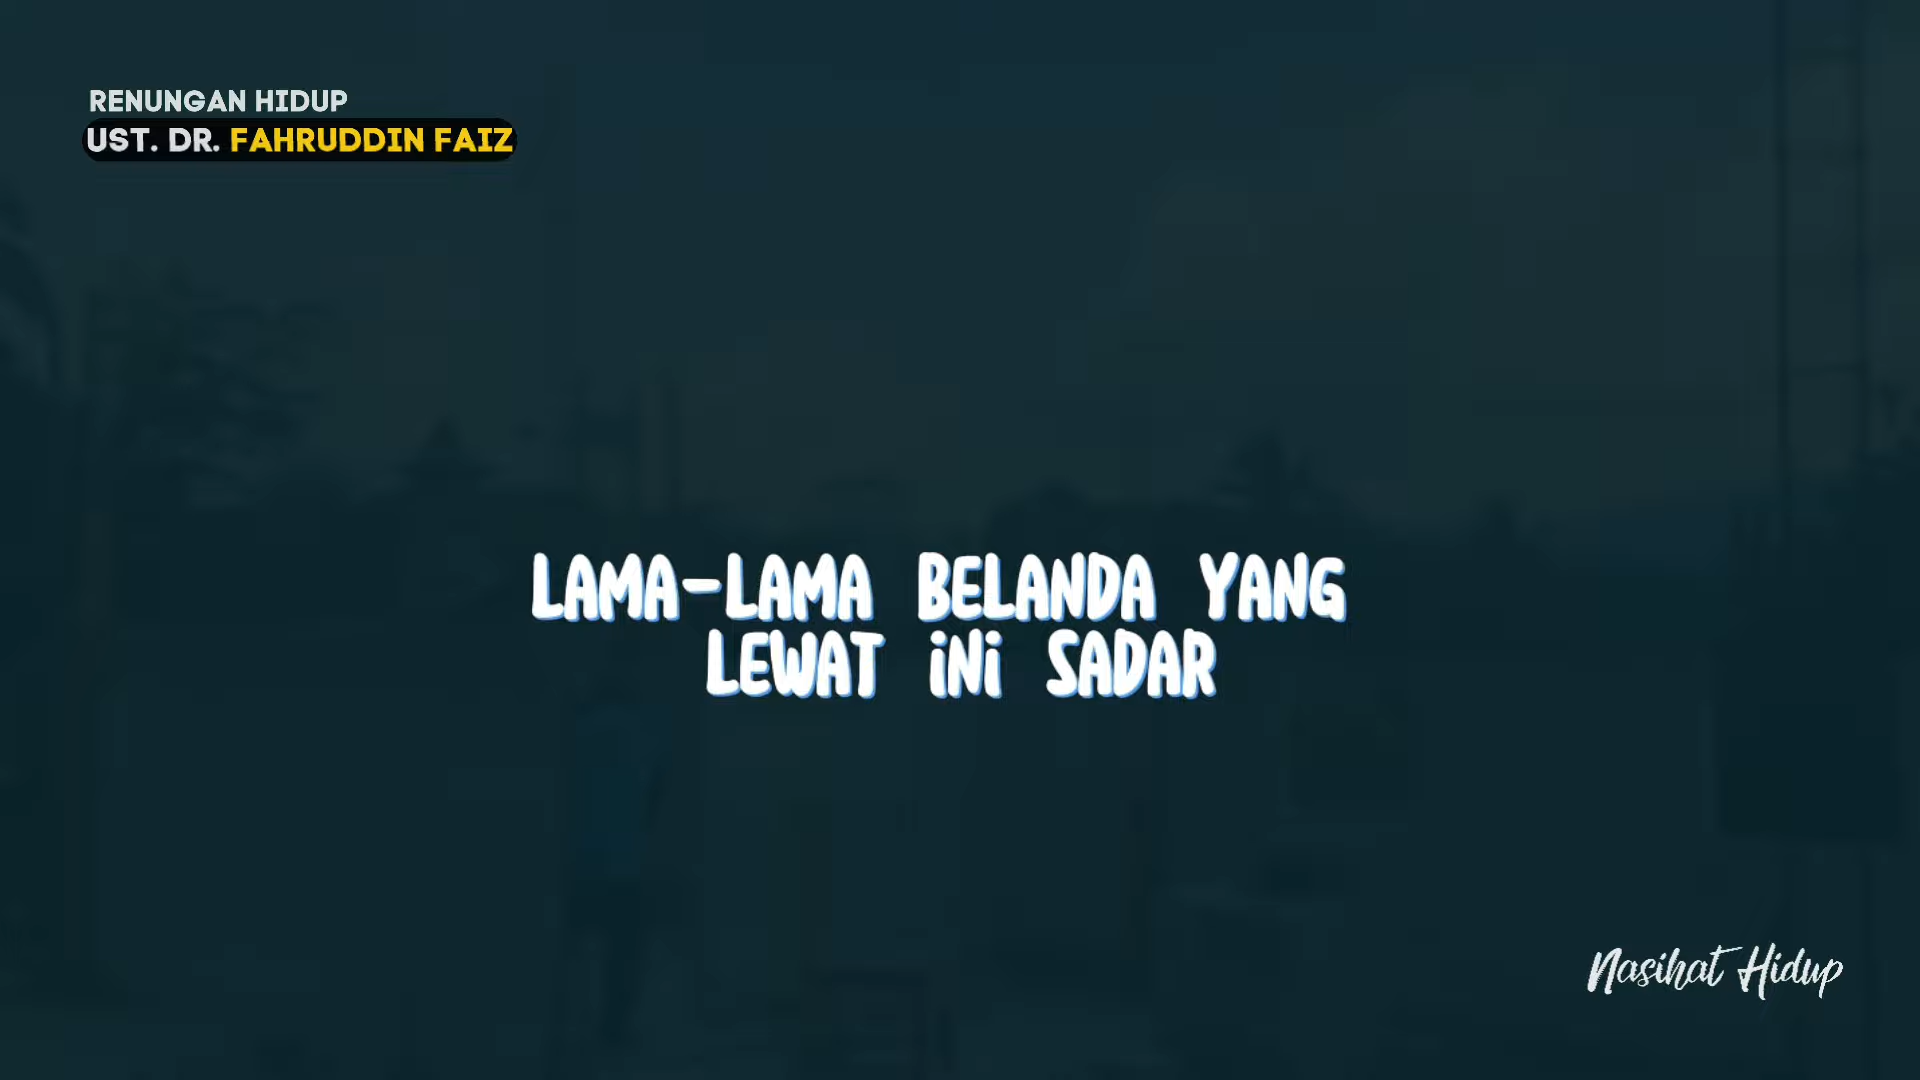 RENUNGAN HIDUP
UST. DR. FAHRUDDIN FAIZ
LAMA-LAMA BELANDA YANG
LEWAT iNi SADAR
Nasihat Hidup